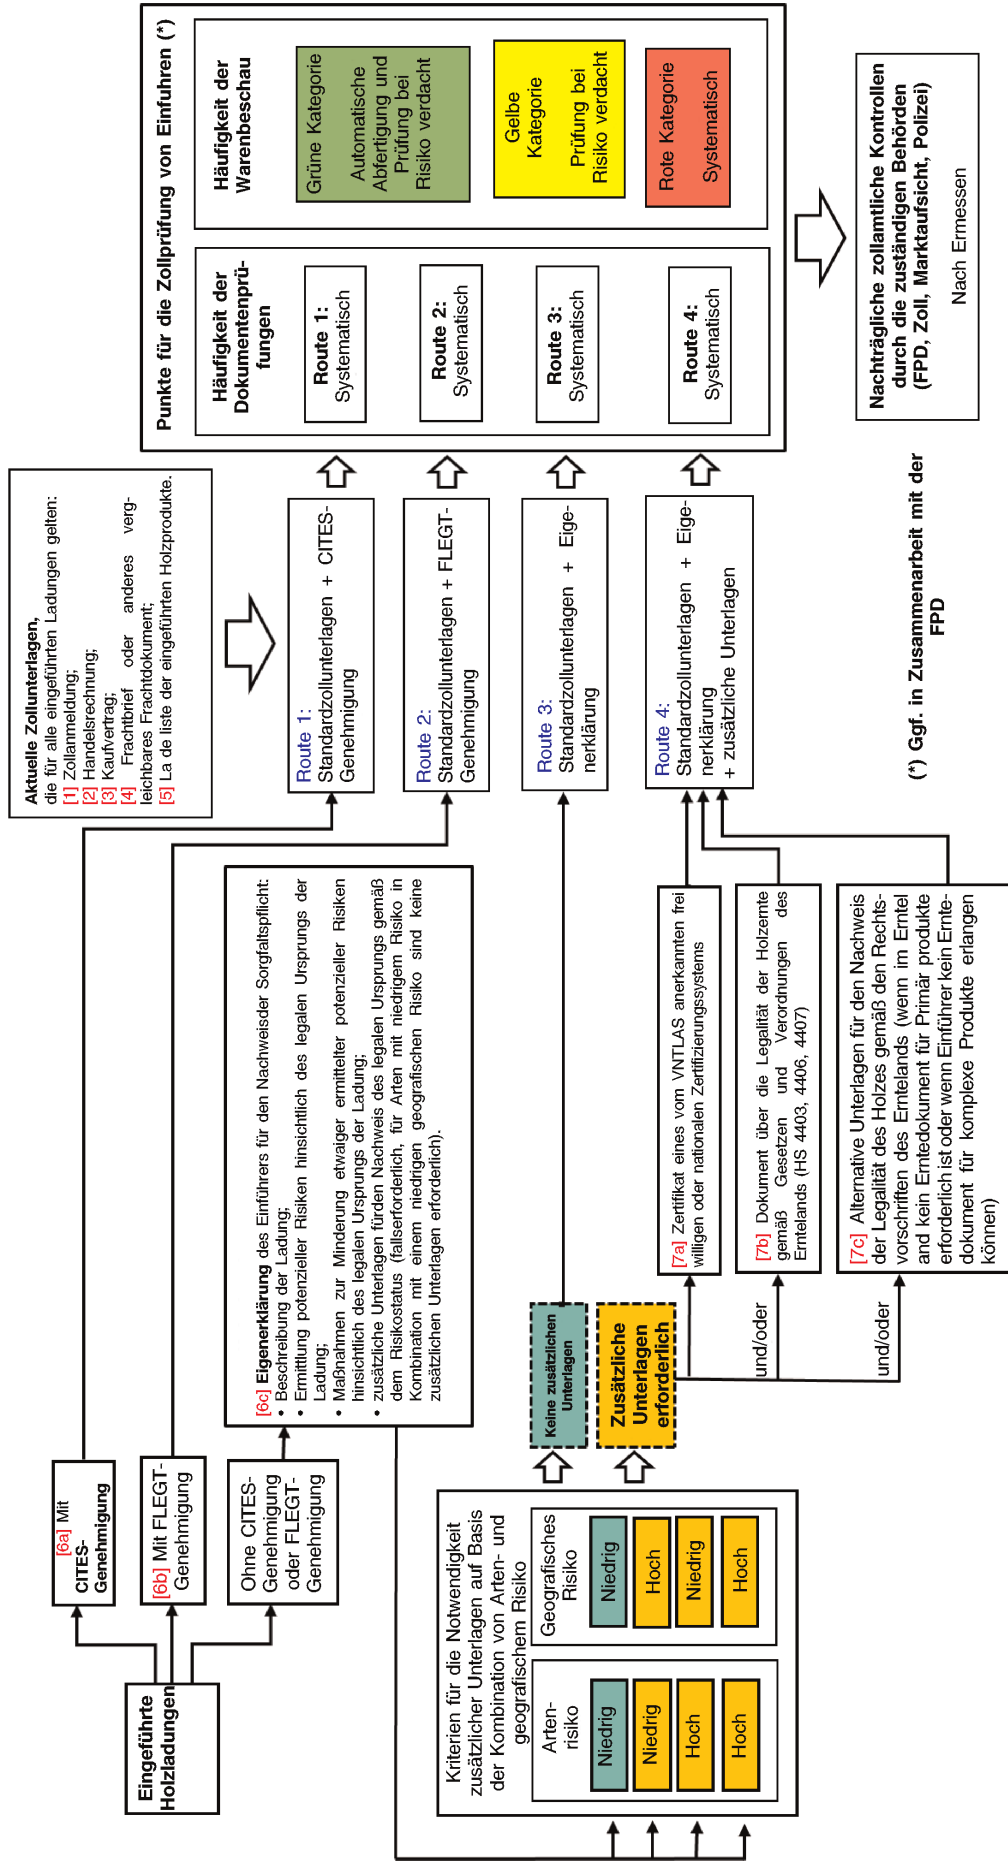 Eingeführte
Holzladungen
[6a] Mit
CITES-
Genehmigung
[6b] Mit FLEGT-
Genehmigung
Ohne CITES-
Genehmigung
oder FLEGT-
Genehmigung
Kriterien für die Notwendigkeit
zusätzlicher Unterlagen auf Basis
der Kombination von Arten- und
geografischem Risiko
Arten-
risiko
Niedrig
Niedrig
Hoch
Hoch
Geografisches
Risiko
Niedrig
Hoch
Niedrig
Hoch
[6c] Eigenerklärung des Einführers für den Nachweisder Sorgfaltspflicht:
• Beschreibung der Ladung;
• Ermittlung potenzieller Risiken hinsichtlich des legalen Ursprungs der
Ladung;
• Maßnahmen zur Minderung etwaiger ermittelter potenzieller Risiken
hinsichtlich des legalen Ursprungs der Ladung;
• zusätzliche Unterlagen fürden Nachweis des legalen Ursprungs gemäß
dem Risikostatus (fallserforderlich, für Arten mit niedrigem Risiko in
Kombination mit einem niedrigen geografischen Risiko sind keine
zusätzlichen Unterlagen erforderlich).
Keine zusätzlichen
Unterlagen
Zusätzliche
Unterlagen
erforderlich
und/oder
und/oder
[7a] Zertifikat eines vom VNTLAS anerkannten frei
willigen oder nationalen Zertifizierungssystems
[7b] Dokument über die Legalität der Holzernte
gemäß Gesetzen und Verordnungen des
Erntelands (HS 4403, 4406, 4407)
[7c] Alternative Unterlagen für den Nachweis
der Legalität des Holzes gemäß den Rechts-
vorschriften des Erntelands (wenn im Erntel
and kein Erntedokument für Primär produkte
erforderlich ist oder wenn Einführer kein Ernte-
dokument für komplexe Produkte erlangen
können)
Aktuelle Zollunterlagen,
die für alle eingeführten Ladungen gelten:
[1] Zollanmeldung;
[2] Handelsrechnung;
[3] Kaufvertrag;
[4] Frachtbrief oder anderes verg-
leichbares Frachtdokument;
[5] La de liste der eingeführten Holzprodukte.
Route 1:
Standardzollunterlagen + CITES-
Genehmigung
Route 2:
Standardzollunterlagen + FLEGT-
Genehmigung
Route 3:
Standardzollunterlagen + Eige-
nerklärung
Route 4:
Standardzollunterlagen + Eige-
nerklärung
+ zusätzliche Unterlagen
Punkte für die Zollprüfung von Einfuhren (*)
Häufigkeit der
Dokumentenprü-
fungen
Route 1:
Systematisch
Route 2:
Systematisch
Route 3:
Systematisch
Route 4:
Systematisch
Häufigkeit der
Warenbeschau
Grüne Kategorie
Automatische
Abfertigung und
Prüfung bei
Risiko verdacht
Gelbe
Kategorie
Prüfung bei
Risiko verdacht
Rote Kategorie
Systematisch
Nachträgliche zollamtliche Kontrollen
durch die zuständigen Behörden
(FPD, Zoll, Marktaufsicht, Polizei)
Nach Ermessen
(*) Ggf. in Zusammenarbeit mit der
FPD